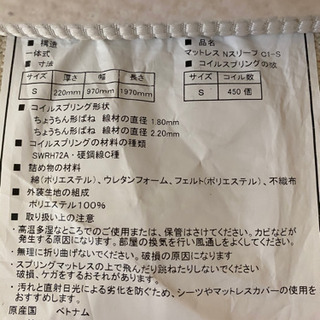 ■ 構造
一体式
■ 寸法
サイズ 厚さ 幅 長さ
S 220mm 970mm 1970mm
■ 品名
マットレス Nスリープ C1-S
■ コイルスプリングの数
サイズ コイル数
S 450 個
■ コイルスプリング形状
ちょうちん形ばね 線材の直径 1.80mm
ちょうちん形ばね 線材の直径 2.20mm
■ コイルスプリングの材料の種類
SWRH72A・硬鋼線C種
■ 詰め物の材料
綿(ポリエステル)、ウレタンフォーム、フェルト(ポリエステル)、不織布
■ 外装生地の組成
ポリエステル100%
■ 取り扱い上の注意
・高温多湿なところでのご使用または、保管はさけてください。カビなどが
発生する原因になります。部屋の換気を行い風通しをよくしてください。
・無理に折り曲げないでください。破損の原因になります。
・スプリングマットレスの上で飛んだり跳ねたりしないでください。
破損、ケガをするおそれがあります。
・汚れと直射日光による劣化を防ぐため、シーツやマットレスカバーの使用を
おすすめします。
原産国 ベトナム